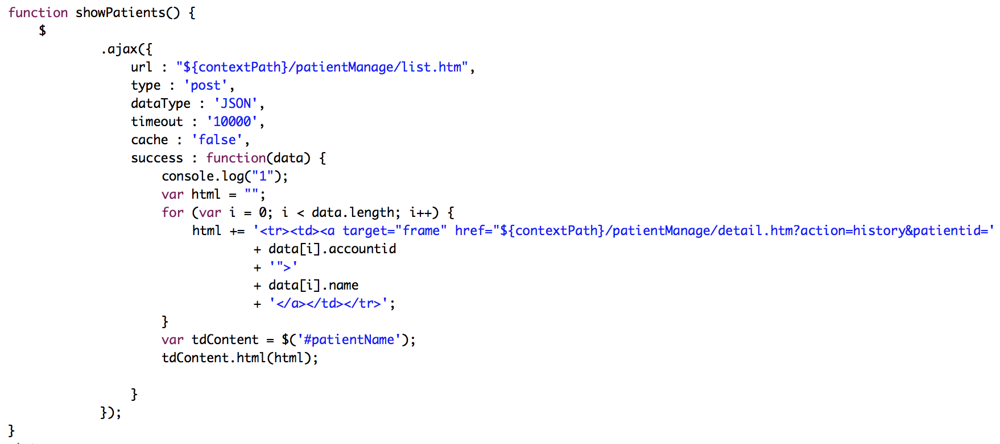 function showPatients() {
    $
            .ajax({
                url : "${contextPath}/patientManage/list.htm",
                type : 'post',
                dataType : 'JSON',
                timeout : '10000',
                cache : 'false',
                success : function(data) {
                    console.log("1");
                    var html = "";
                    for (var i = 0; i < data.length; i++) {
                        html += '<tr><td><a target="frame" href="${contextPath}/patientManage/detail.htm?action=history&patientid='
                                + data[i].accountid
                                + '">'
                                + data[i].name
                                + '</a></td></tr>';
                    }
                    var tdContent = $('#patientName');
                    tdContent.html(html);

                }
            });
}